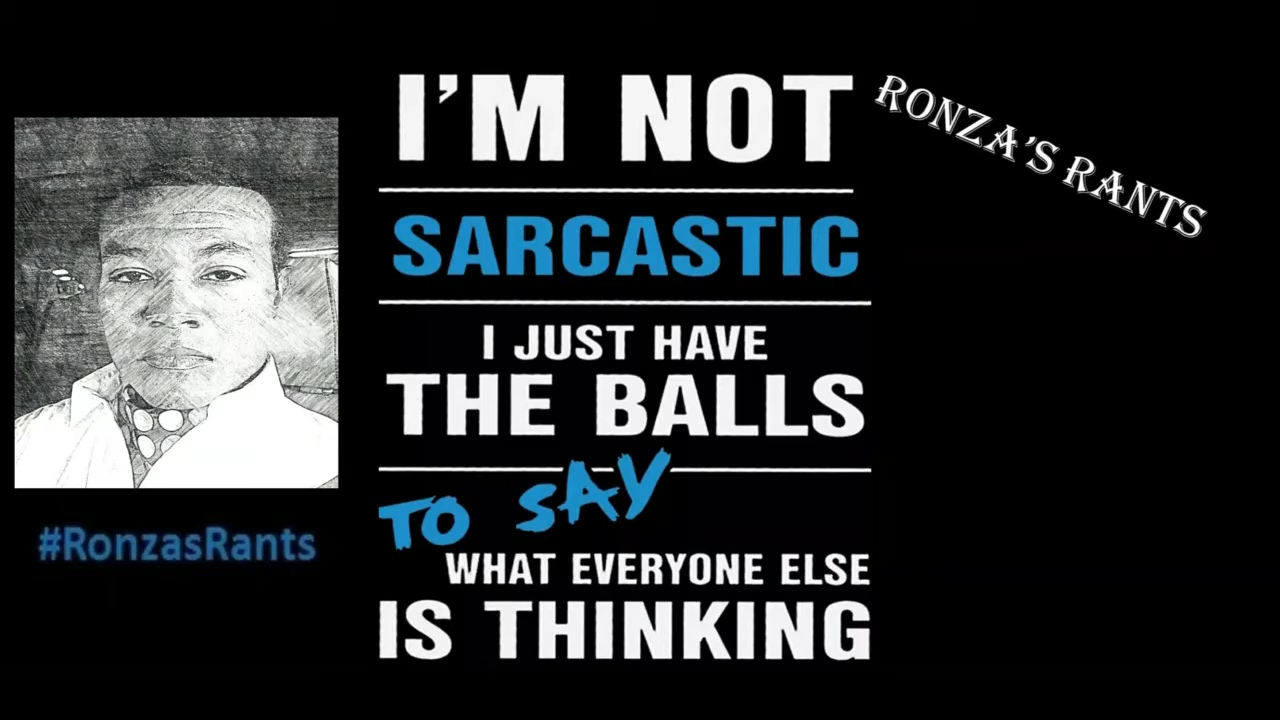 I'M NOT
SARCASTIC
I JUST HAVE
THE BALLS
TO SAY
WHAT EVERYONE ELSE
IS THINKING
RONZA'S RANTS
#RonzasRants